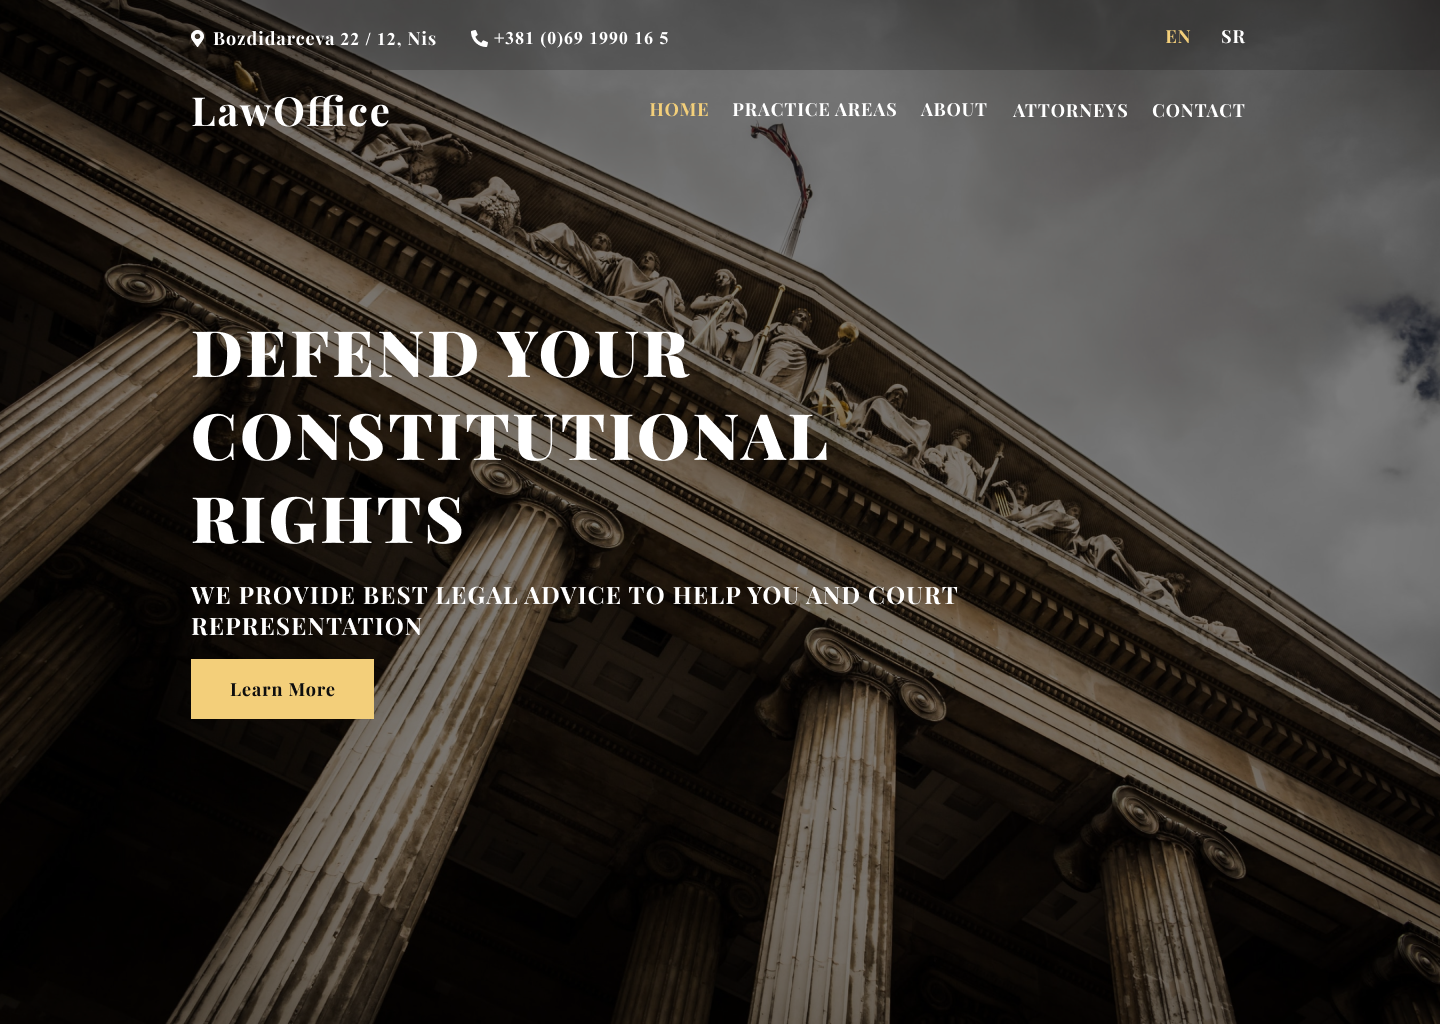 Bozdidarceva 22 / 12, Nis +381 (0)69 1990 16 5 EN SR
LawOffice HOME PRACTICE AREAS ABOUT ATTORNEYS CONTACT
DEFEND YOUR
CONSTITUTIONAL
RIGHTS
WE PROVIDE BEST LEGAL ADVICE TO HELP YOU AND COURT
REPRESENTATION
Learn More